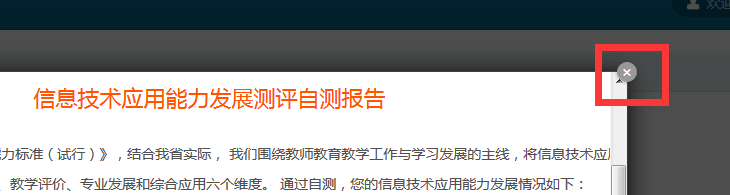 欢迎
信息技术应用能力发展测评自测报告
力标准（试行）》，结合我省实际， 我们围绕教师教育教学工作与学习发展的主线，将信息技术应
、教学评价、专业发展和综合应用六个维度。 通过自测，您的信息技术应用能力发展情况如下：